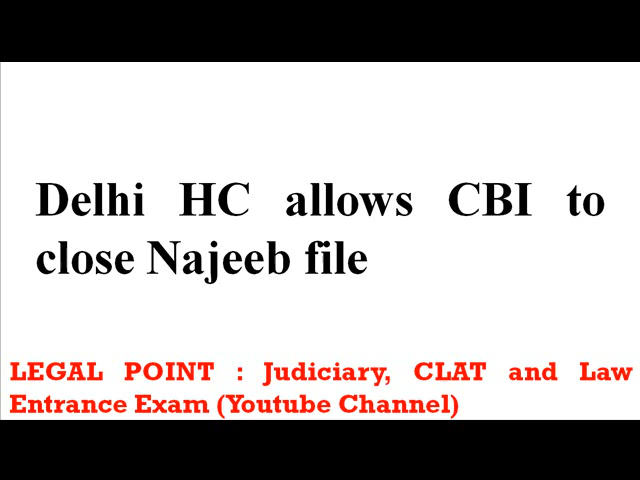 Delhi HC allows CBI to
close Najeeb file
LEGAL POINT : Judiciary, CLAT and Law
Entrance Exam (Youtube Channel)